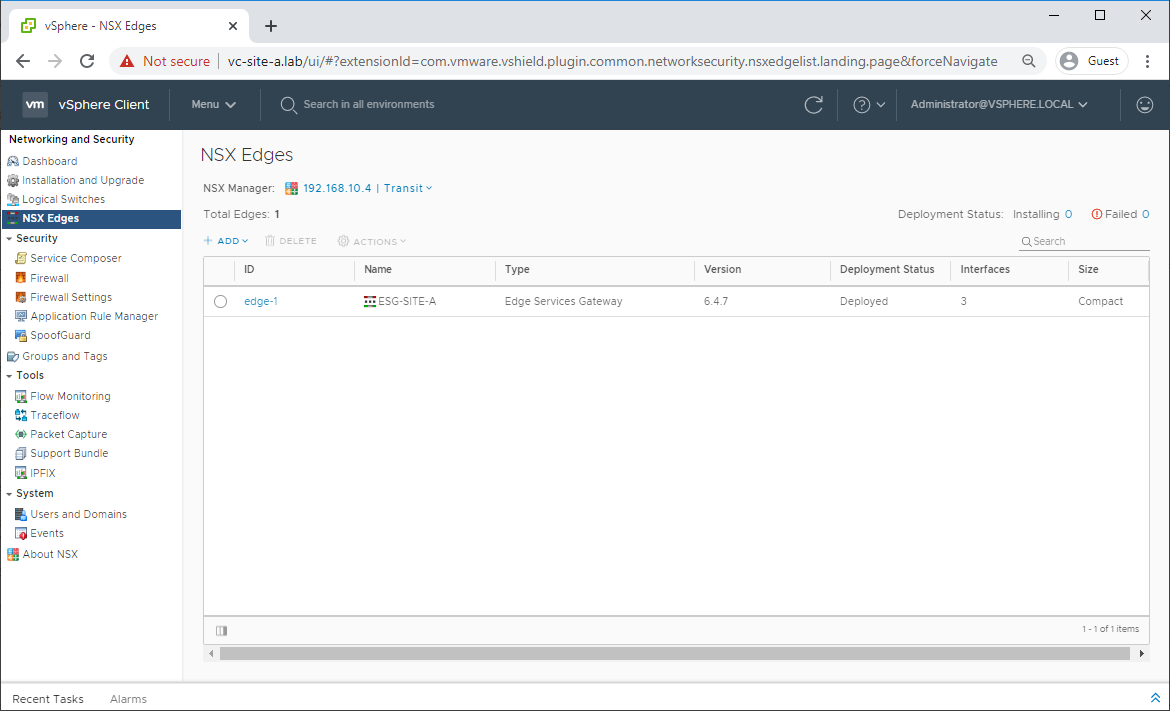 vSphere - NSX Edges
Not secure
vc-site-a.lab/ui/#?extensionId=com.vmware.vshield.plugin.common.networksecurity.nsxedgelist.landing.page&forceNavigate
Guest
vm vSphere Client
Menu
Search in all environments
Administrator@VSPHERE.LOCAL
Networking and Security
Dashboard
Installation and Upgrade
Logical Switches
NSX Edges
Security
Service Composer
Firewall
Firewall Settings
Application Rule Manager
SpoofGuard
Groups and Tags
Tools
Flow Monitoring
Traceflow
Packet Capture
Support Bundle
IPFIX
System
Users and Domains
Events
About NSX
NSX Edges
NSX Manager: 192.168.10.4 | Transit
Total Edges: 1
Deployment Status: Installing 0 Failed 0
+ ADD DELETE ACTIONS
Search
ID Name Type Version Deployment Status Interfaces Size
edge-1 ESG-SITE-A Edge Services Gateway 6.4.7 Deployed 3 Compact
1 - 1 of 1 items
Recent Tasks Alarms